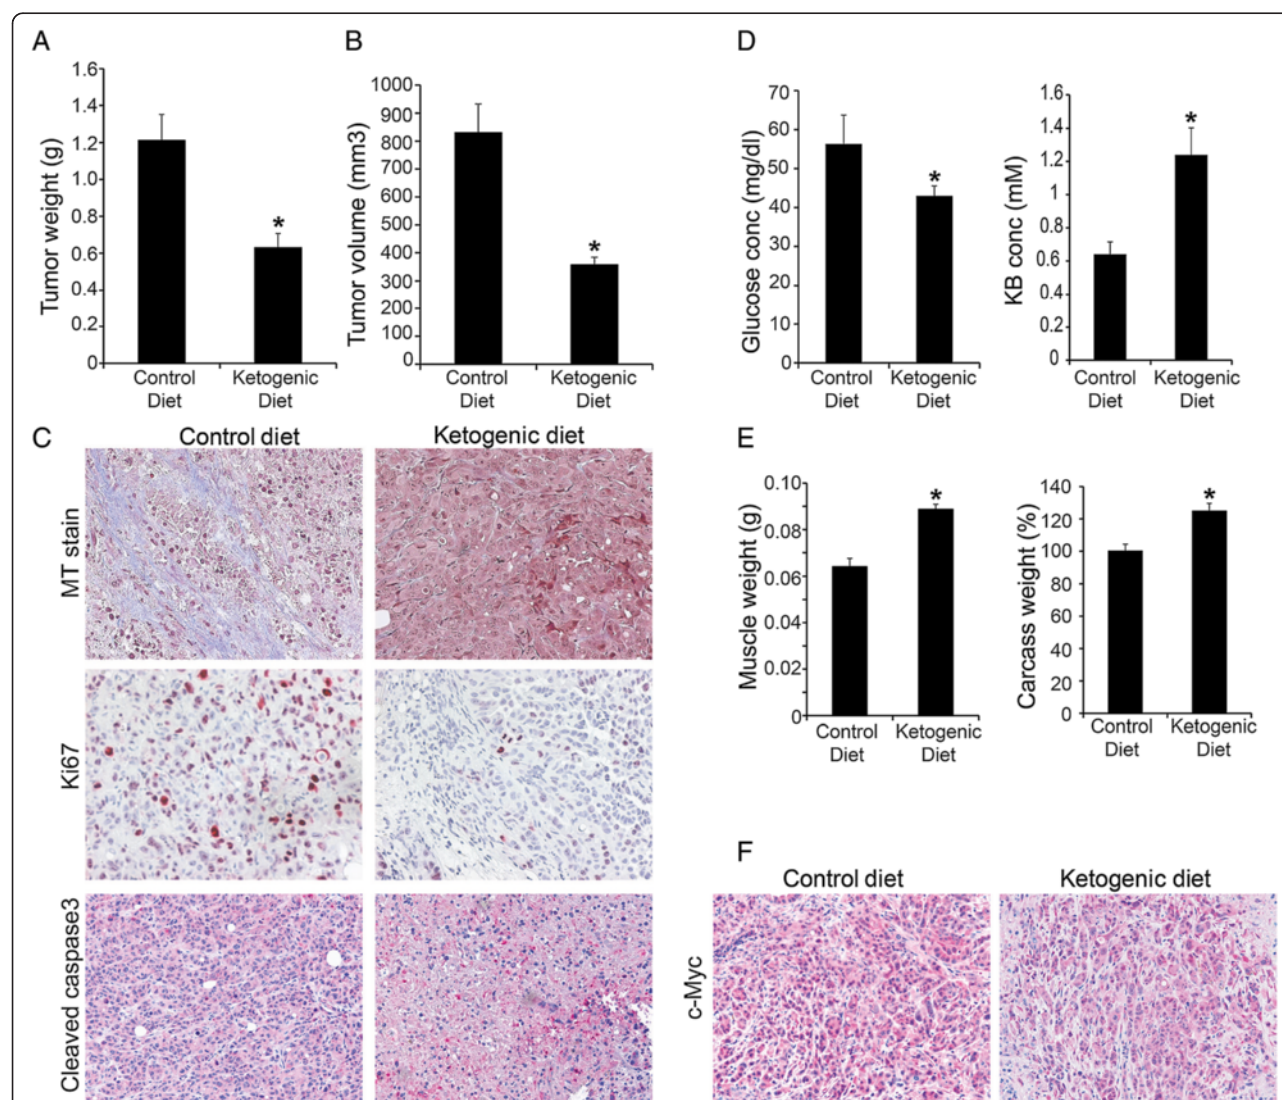 A
Tumor weight (g)
1.6
1.4
1.2
1.0
0.8
0.6
0.4
0.2
0
*
Control
Diet
Ketogenic
Diet
B
Tumor volume (mm3)
1000
900
800
700
600
500
400
300
200
100
0
*
Control
Diet
Ketogenic
Diet
C
Control diet
Ketogenic diet
MT stain
Ki67
Cleaved caspase3
D
Glucose conc (mg/dl)
70
60
50
40
30
20
10
0
*
Control
Diet
Ketogenic
Diet
KB conc (mM)
1.6
1.4
1.2
1
0.8
0.6
0.4
0.2
0
*
Control
Diet
Ketogenic
Diet
E
Muscle weight (g)
0.10
0.08
0.06
0.04
0.02
0
*
Control
Diet
Ketogenic
Diet
Carcass weight (%)
140
120
100
80
60
40
20
0
*
Control
Diet
Ketogenic
Diet
F
Control diet
Ketogenic diet
c-Myc